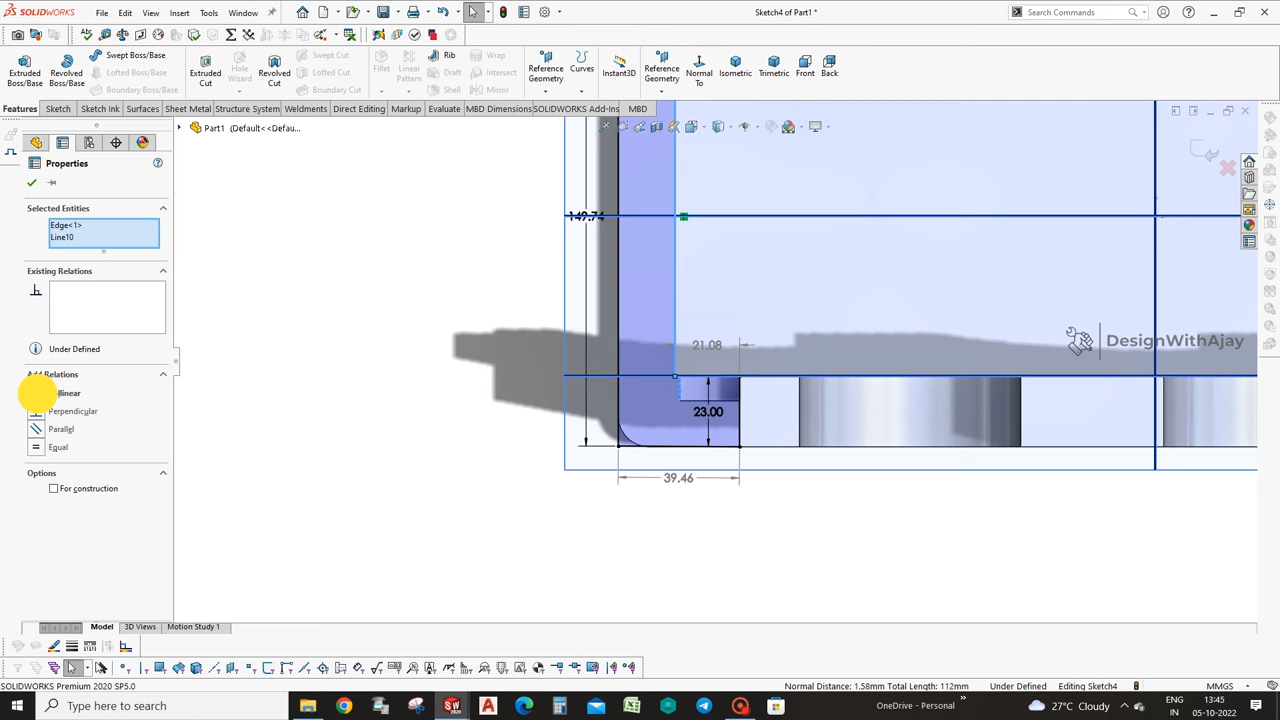 SOLIDWORKS File Edit View Insert Tools Window Sketch4 of Part1 * Search Commands
Extruded Boss/Base
Revolved Boss/Base
Swept Boss/Base
Lofted Boss/Base
Boundary Boss/Base
Extruded Cut
Hole Wizard
Revolved Cut
Swept Cut
Lofted Cut
Boundary Cut
Fillet
Linear Pattern
Rib
Draft
Shell
Wrap
Intersect
Mirror
Reference Geometry
Curves
Instant3D
Reference Geometry
Normal To
Isometric
Trimetric
Front
Back
Features Sketch Sketch Ink Surfaces Sheet Metal Structure System Weldments Direct Editing Markup Evaluate MBD Dimensions SOLIDWORKS Add-Ins MBD
Part1 (Default<<Defau...
Properties
Selected Entities
Edge<1>
Line10
Existing Relations
Under Defined
Add Relations
Perpendicular
Parallel
Equal
Options
For construction
149.74
21.08
23.00
39.46
DesignWithAjay
Model 3D Views Motion Study 1
SOLIDWORKS Premium 2020 SP5.0 Normal Distance: 1.58mm Total Length: 112mm Under Defined Editing Sketch4 MMGS
Type here to search
OneDrive - Personal
27°C Cloudy
ENG
IN
13:45
05-10-2022